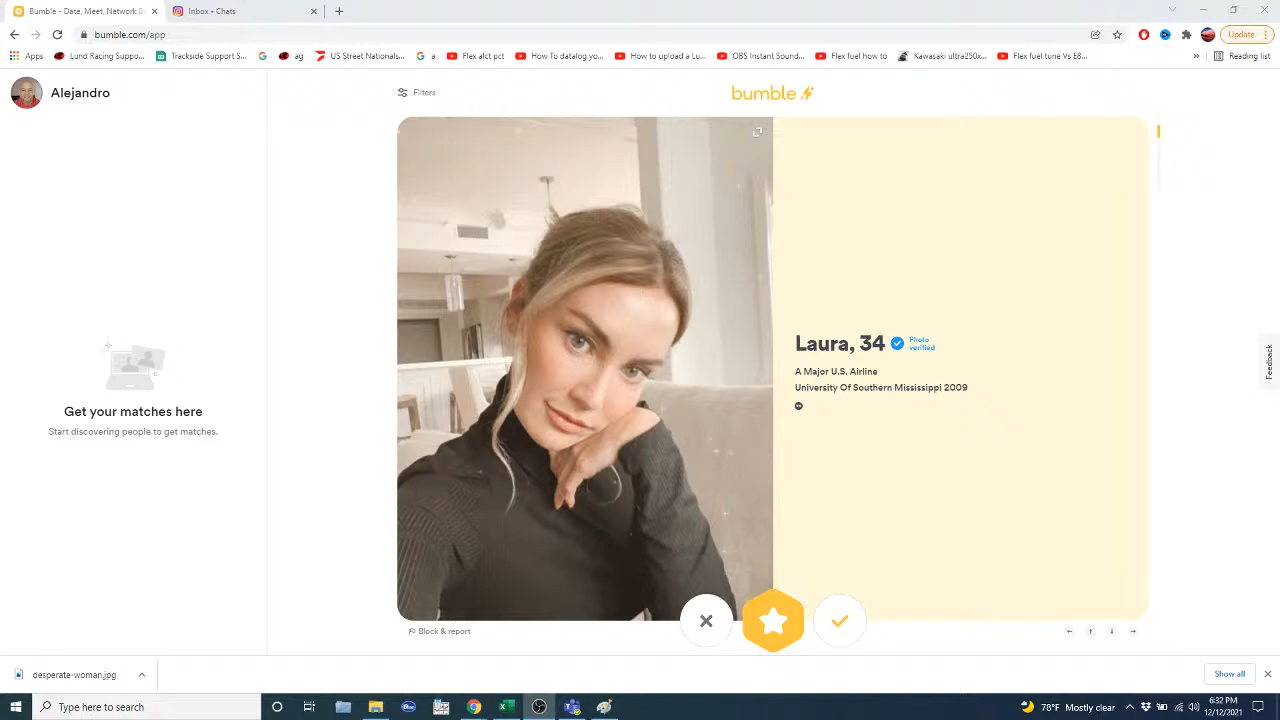 Bumble - Date, Meet, Network B
Inbox • Chats
bumble.com/app
Update
Apps
Lund Racing Suppo...
Trackside Support S...
G
ag
US Street Nationals...
a
Flex alct pct
How To datalog yo...
How to upload a Lu...
OBS Instant Sound...
Flex fuel how to
Kawasaki ultra250x...
Flex fuel tune Vs E8...
»
Reading list
Alejandro
Filters
bumble
Laura, 34
Photo
verified
A Major U.S. Airline
University Of Southern Mississippi 2009
Feedback
Get your matches here
Start discovering people to get matches.
Block & report
desperate-woman.jpg
Show all
Type here to search
78°F Mostly clear
6:32 PM
12/12/2021